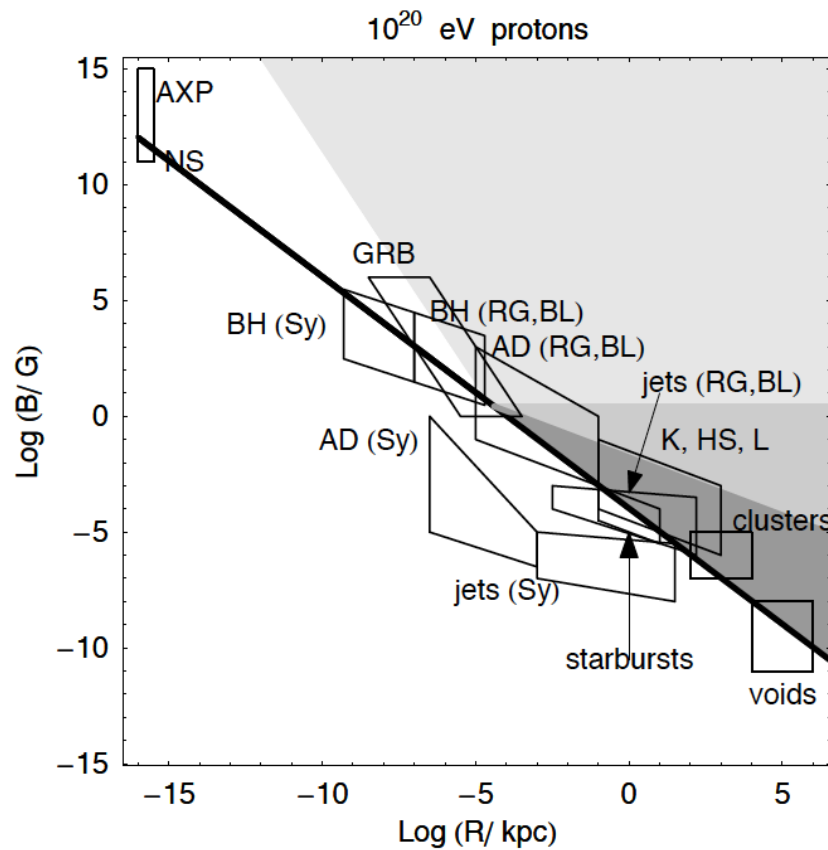 10^20 eV protons
15
AXP
NS
10
GRB
5
BH (RG,BL)
BH (Sy)
AD (RG,BL)
jets (RG,BL)
0
AD (Sy)
K, HS, L
Log (B/ G)
clusters
−5
jets (Sy)
starbursts
−10
voids
−15
−15 −10 −5 0 5
Log (R/ kpc)